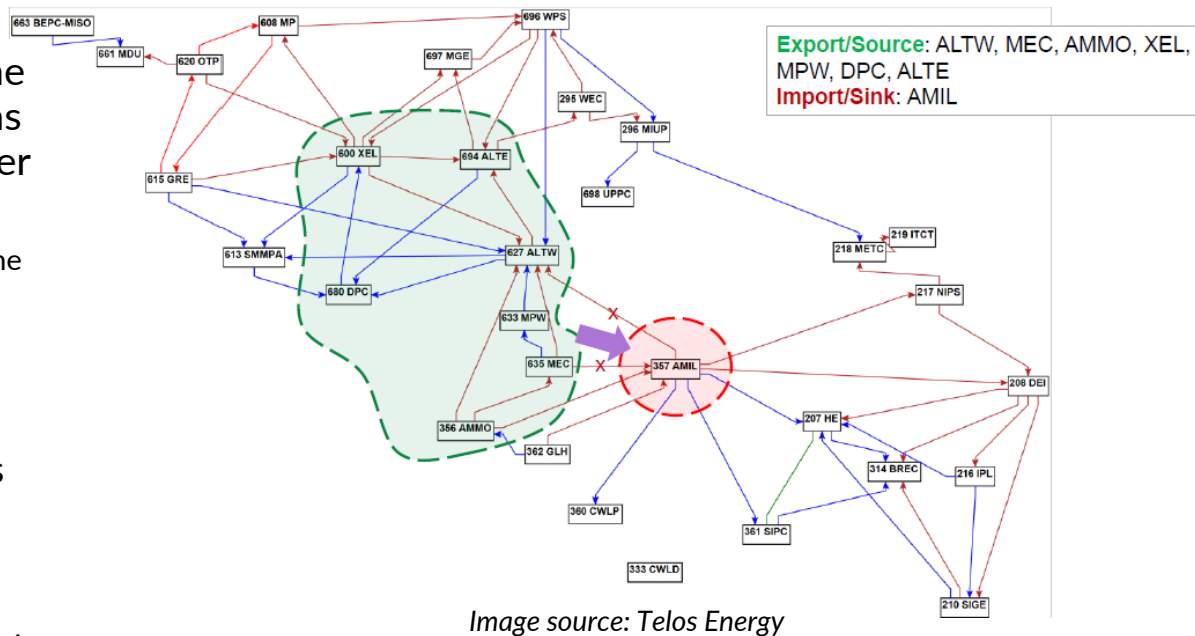 663 BEPC-MISO
608 MP
696 WPS
661 MDU
620 OTP
697 MGE
295 WEC
296 MIUP
600 XEL
694 ALTE
615 GRE
698 UPPC
219 ITCT
218 METC
613 SMMPA
627 ALTW
680 DPC
217 NIPS
633 MPW
X
635 MEC
X
357 AMIL
208 DEI
356 AMMO
207 HE
362 GLH
314 BREC
216 IPL
360 CWLP
361 SIPC
333 CWLD
210 SIGE
Export/Source: ALTW, MEC, AMMO, XEL,
MPW, DPC, ALTE
Import/Sink: AMIL
Image source: Telos Energy